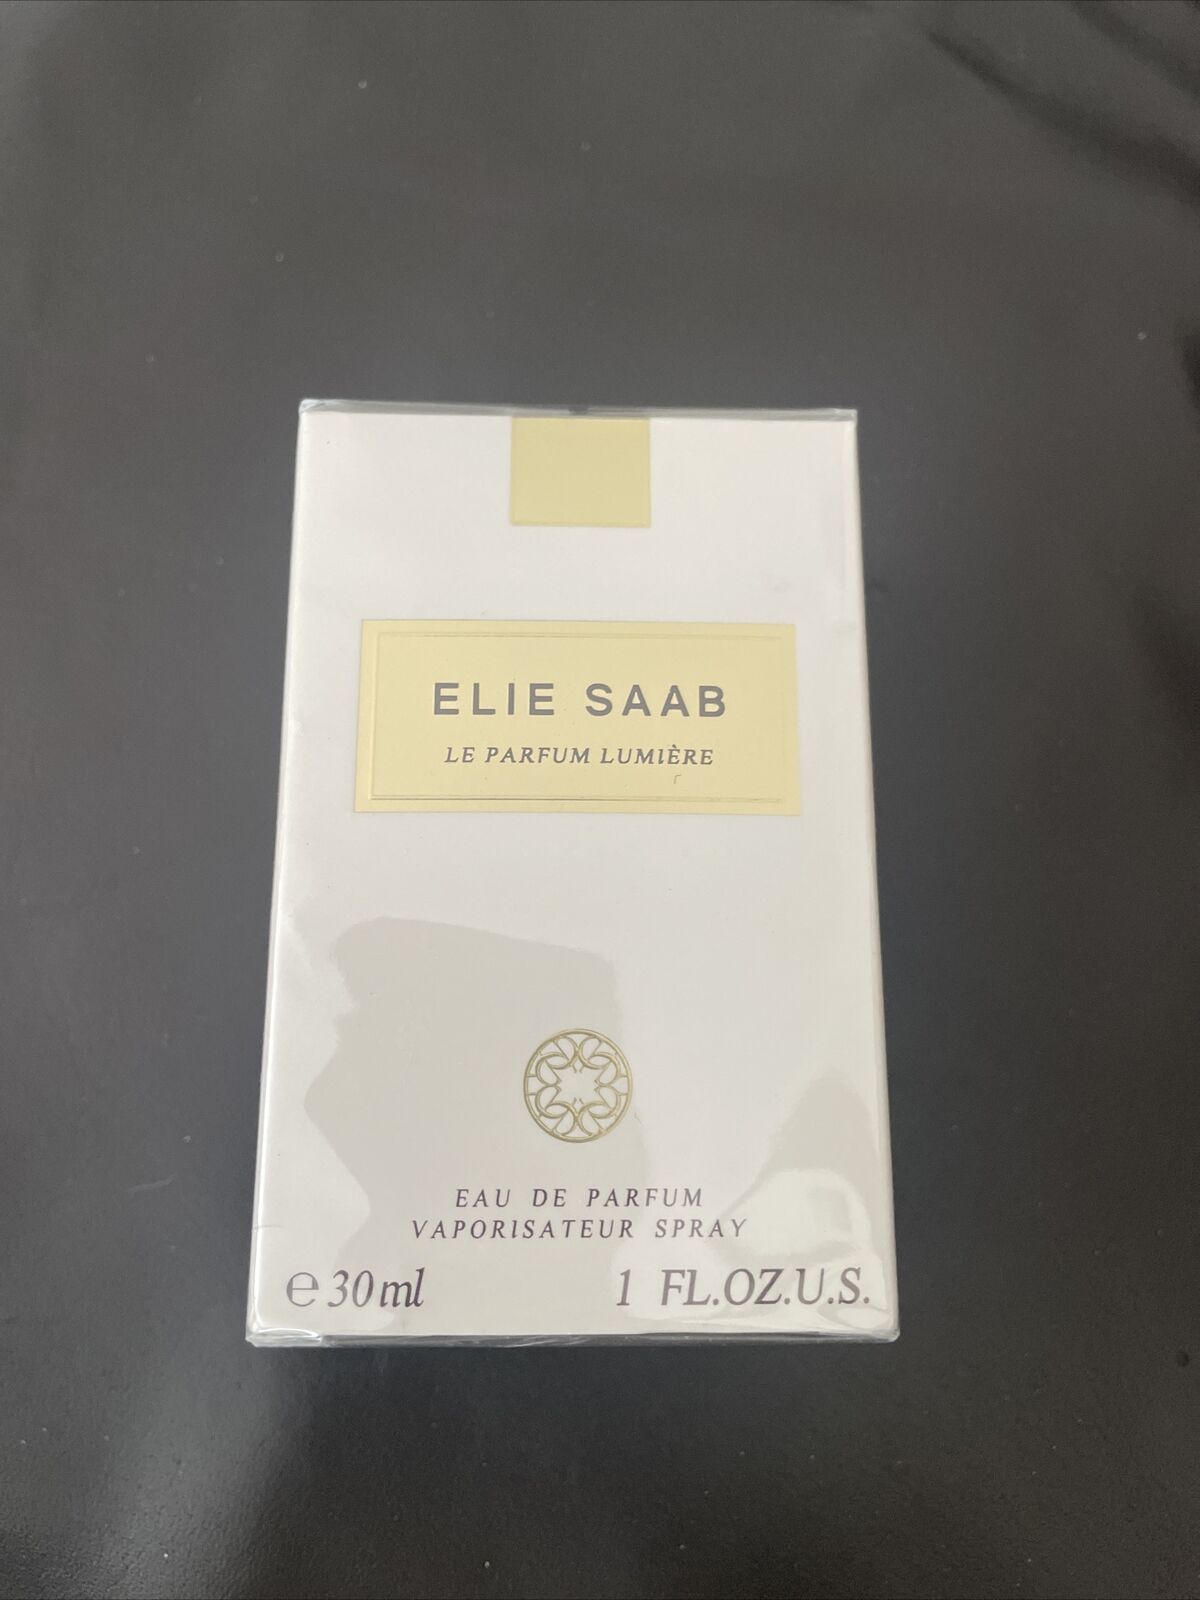 ELIE SAAB
LE PARFUM LUMIÈRE
EAU DE PARFUM
VAPORISATEUR SPRAY
℮ 30 ml 1 FL.OZ.U.S.